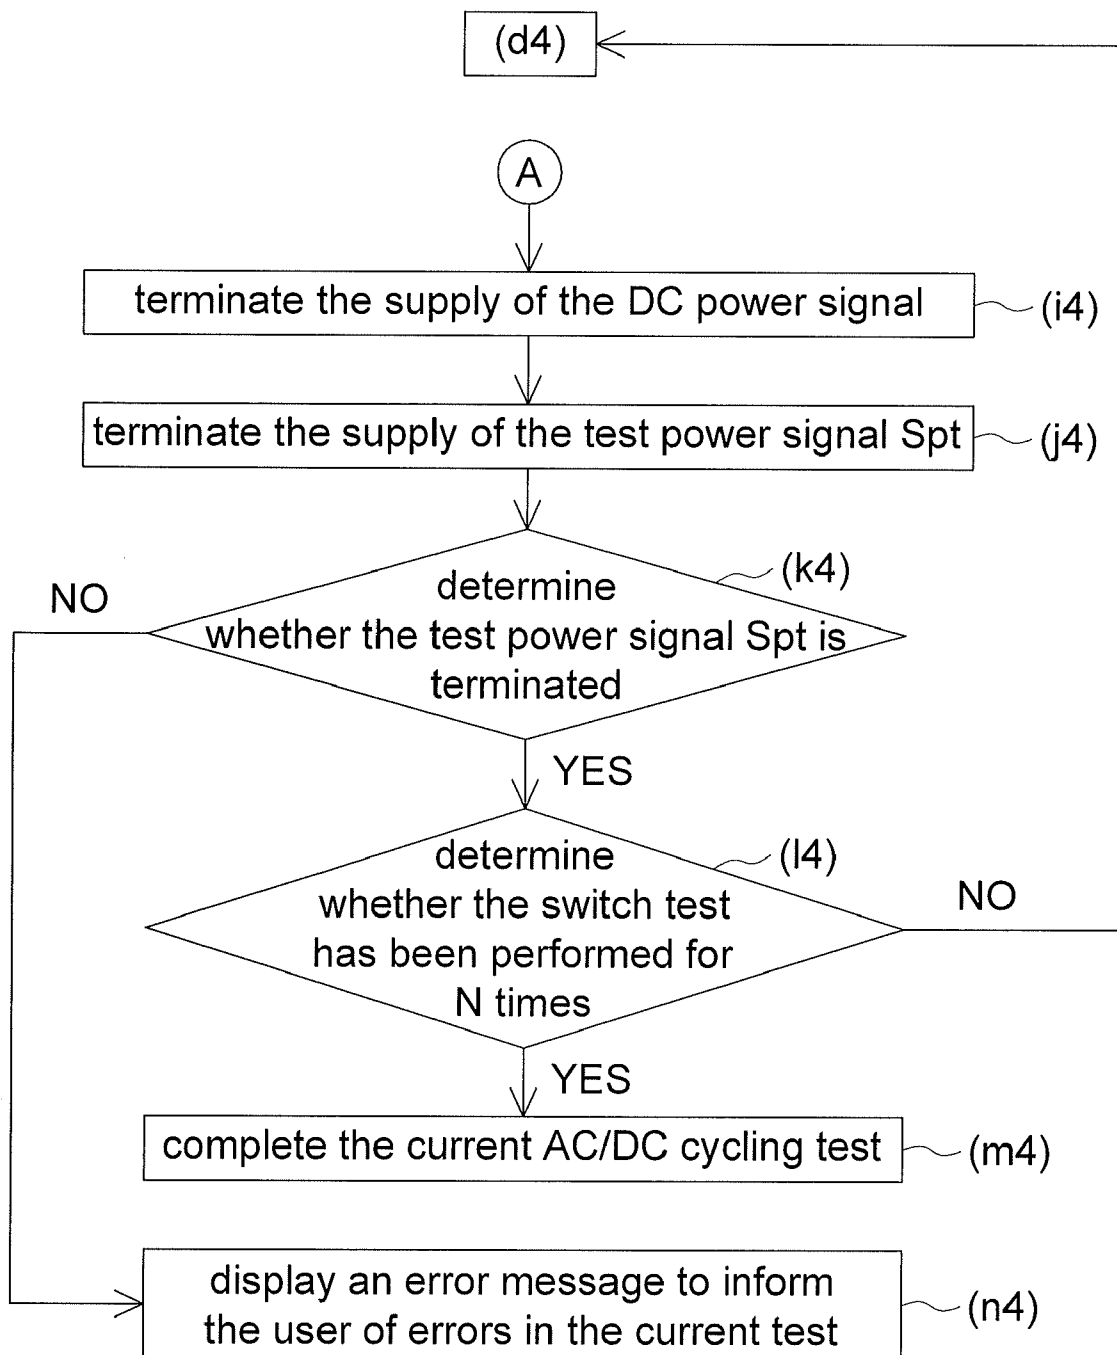 (d4)
A
terminate the supply of the DC power signal
(i4)
terminate the supply of the test power signal Spt
(j4)
(k4)
NO
determine
whether the test power signal Spt is
terminated
YES
(l4)
determine
whether the switch test
has been performed for
N times
NO
YES
complete the current AC/DC cycling test
(m4)
display an error message to inform
the user of errors in the current test
(n4)